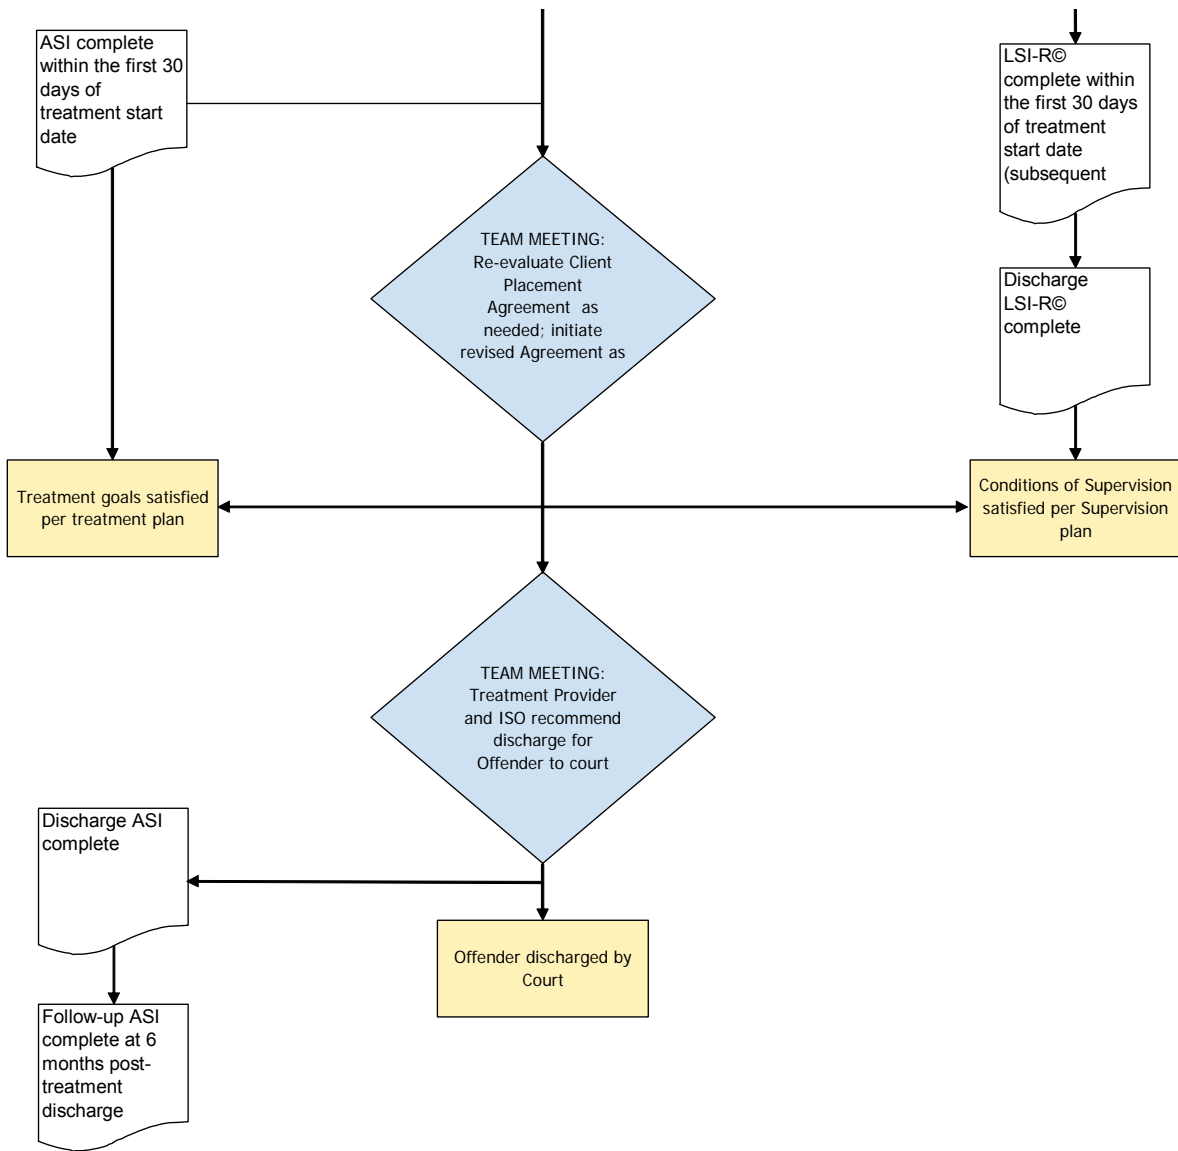 ASI complete
within the first 30
days of
treatment start
date
LSI-R©
complete within
the first 30 days
of treatment
start date
(subsequent
TEAM MEETING:
Re-evaluate Client
Placement
Agreement as
needed; initiate
revised Agreement as
Discharge
LSI-R©
complete
Treatment goals satisfied
per treatment plan
Conditions of Supervision
satisfied per Supervision
plan
TEAM MEETING:
Treatment Provider
and ISO recommend
discharge for
Offender to court
Discharge ASI
complete
Offender discharged by
Court
Follow-up ASI
complete at 6
months post-
treatment
discharge